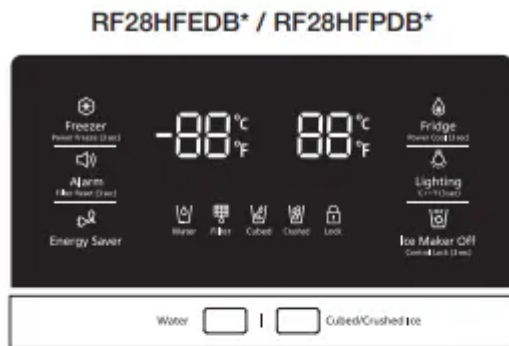 RF28HFEDB* / RF28HFPDB*
Freezer
Power Freeze (3 sec)
Alarm
Filter Reset (3 sec)
Energy Saver
-88 °C °F
88 °C °F
Water Filter Cubed Crushed Lock
Fridge
Power Cool (3 sec)
Lighting
°C↔°F (3 sec)
Ice Maker Off
Control Lock (3 sec)
Water Cubed/Crushed Ice